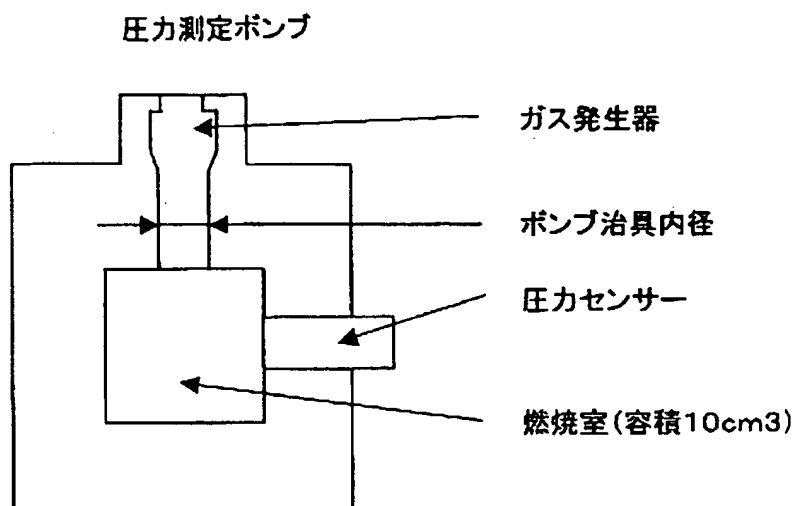 圧力測定ボンブ
ガス発生器
ボンブ治具内径
圧力センサー
燃焼室(容積10cm3)